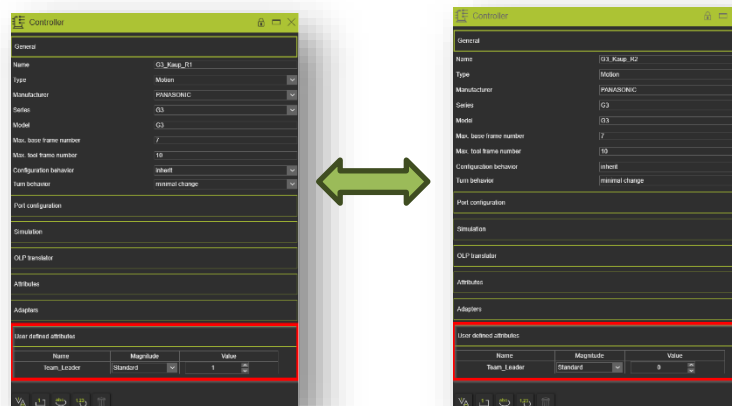 Controller
General
Name G3_Kaup_R1
Type Motion
Manufacturer PANASONIC
Series G3
Model G3
Max. base frame number 7
Max. tool frame number 10
Configuration behavior inherit
Turn behavior minimal change
Port configuration
Simulation
OLP translator
Attributes
Adapters
User defined attributes
Name Magnitude Value
Team_Leader Standard 1
Controller
General
Name G3_Kaup_R2
Type Motion
Manufacturer PANASONIC
Series G3
Model G3
Max. base frame number 7
Max. tool frame number 10
Configuration behavior inherit
Turn behavior minimal change
Port configuration
Simulation
OLP translator
Attributes
Adapters
User defined attributes
Name Magnitude Value
Team_Leader Standard 0